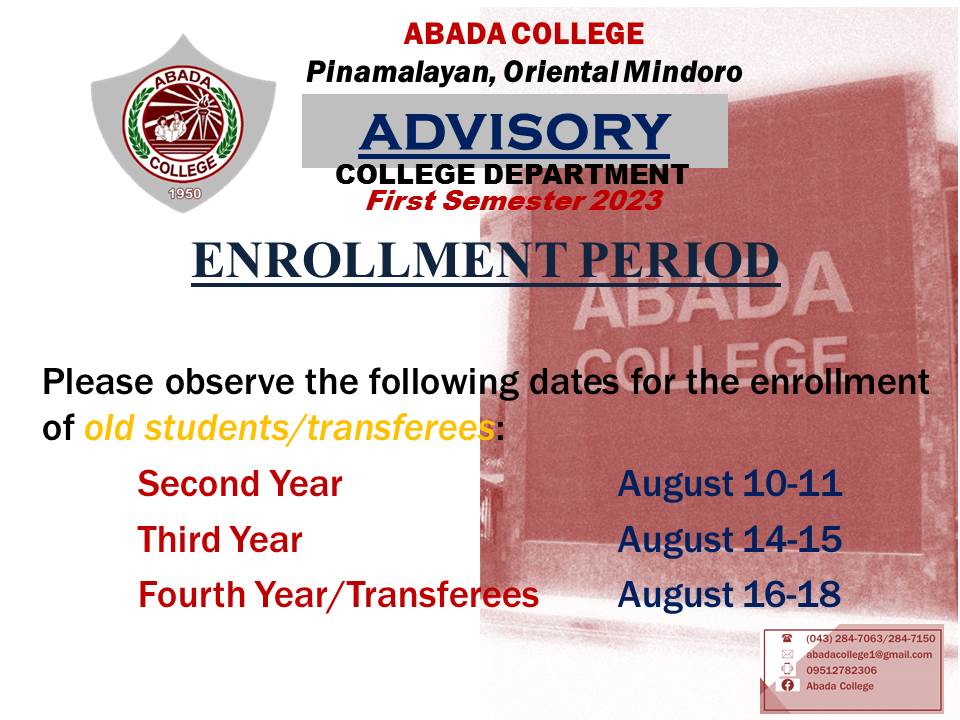 ABADA COLLEGE
Pinamalayan, Oriental Mindoro
ABADA
COLLEGE
1950
ADVISORY
COLLEGE DEPARTMENT
First Semester 2023
ENROLLMENT PERIOD
ABADA
COLLEGE
Please observe the following dates for the enrollment
of old students/transferees:
Second Year August 10-11
Third Year August 14-15
Fourth Year/Transferees August 16-18
(043) 284-7063/284-7150
abadacollege1@gmail.com
09512782306
Abada College